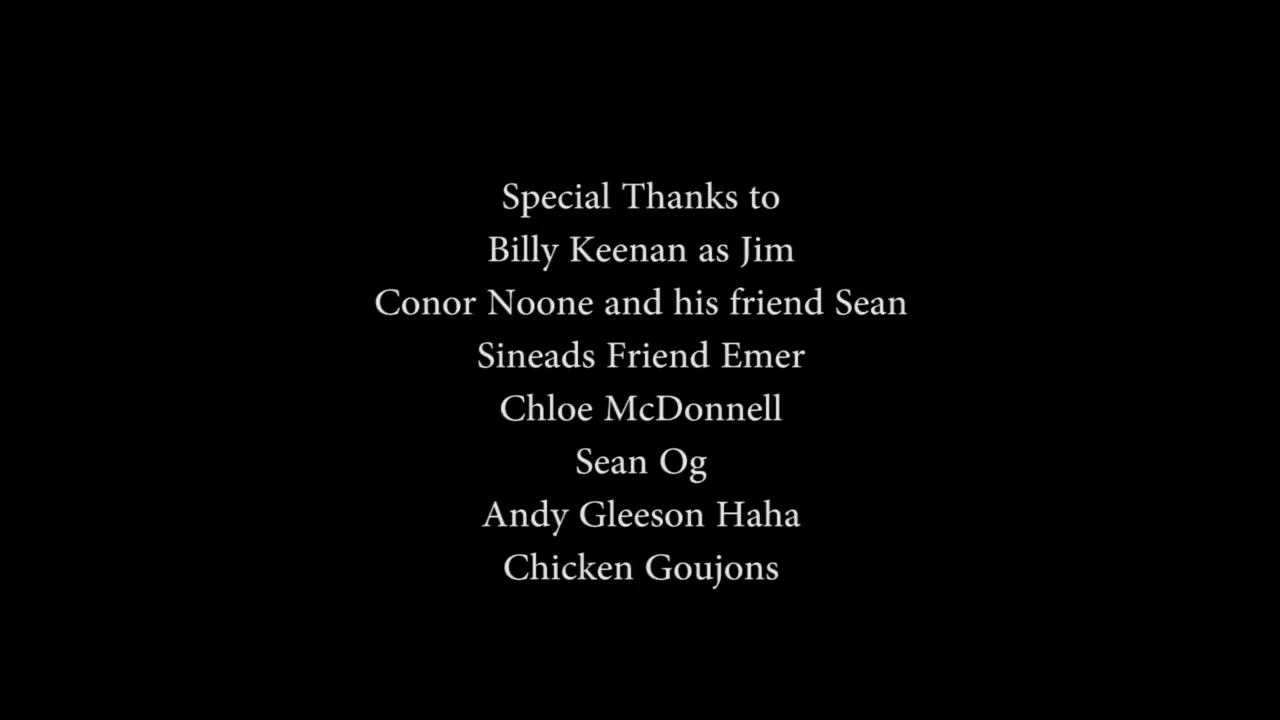 Special Thanks to
Billy Keenan as Jim
Conor Noone and his friend Sean
Sineads Friend Emer
Chloe McDonnell
Sean Og
Andy Gleeson Haha
Chicken Goujons